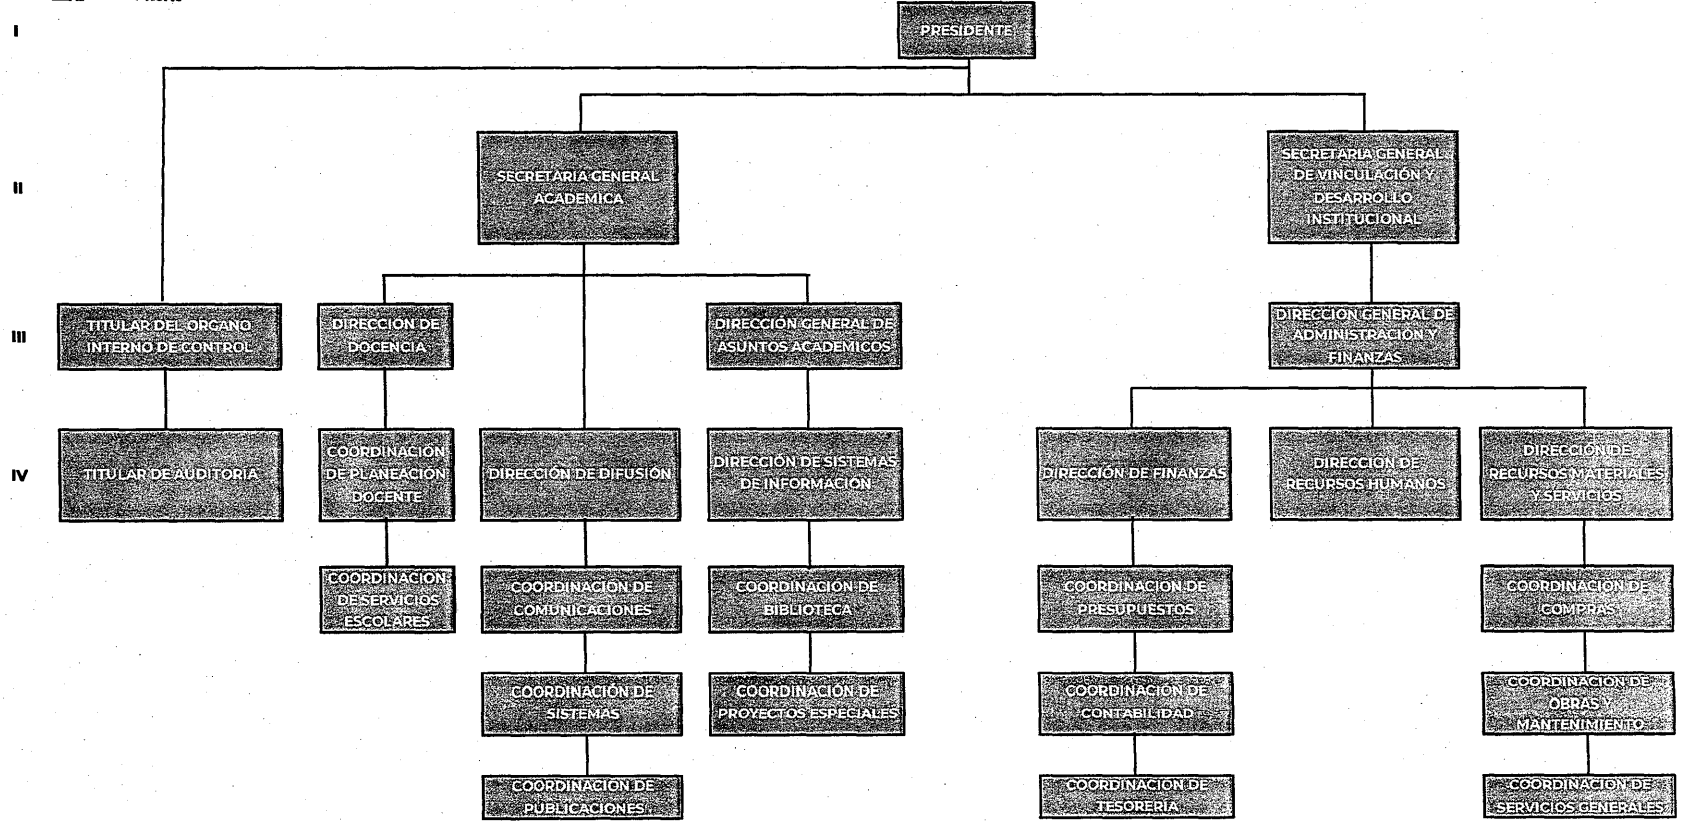 I
PRESIDENTE
II
SECRETARIA GENERAL
ACADEMICA
SECRETARIA GENERAL
DE VINCULACIÓN Y
DESARROLLO
INSTITUCIONAL
III
TITULAR DEL ORGANO
INTERNO DE CONTROL
DIRECCION DE
DOCENCIA
DIRECCIÓN GENERAL DE
ASUNTOS ACADEMICOS
DIRECCIÓN GENERAL DE
ADMINISTRACIÓN Y
FINANZAS
IV
TITULAR DE AUDITORIA
COORDINACION
DE PLANEACIÓN
DOCENTE
DIRECCIÓN DE DIFUSIÓN
DIRECCIÓN DE SISTEMAS
DE INFORMACIÓN
DIRECCIÓN DE FINANZAS
DIRECCION DE
RECURSOS HUMANOS
DIRECCIÓN DE
RECURSOS MATERIALES
Y SERVICIOS
COORDINACION
DE SERVICIOS
ESCOLARES
COORDINACIÓN DE
COMUNICACIONES
COORDINACIÓN DE
BIBLIOTECA
COORDINACION DE
PRESUPUESTOS
COORDINACIÓN DE
COMPRAS
COORDINACIÓN DE
SISTEMAS
COORDINACIÓN DE
PROYECTOS ESPECIALES
COORDINACIÓN DE
CONTABILIDAD
COORDINACIÓN DE
OBRAS Y
MANTENIMIENTO
COORDINACION DE
PUBLICACIONES
COORDINACION DE
TESORERIA
COORDINACION DE
SERVICIOS GENERALES